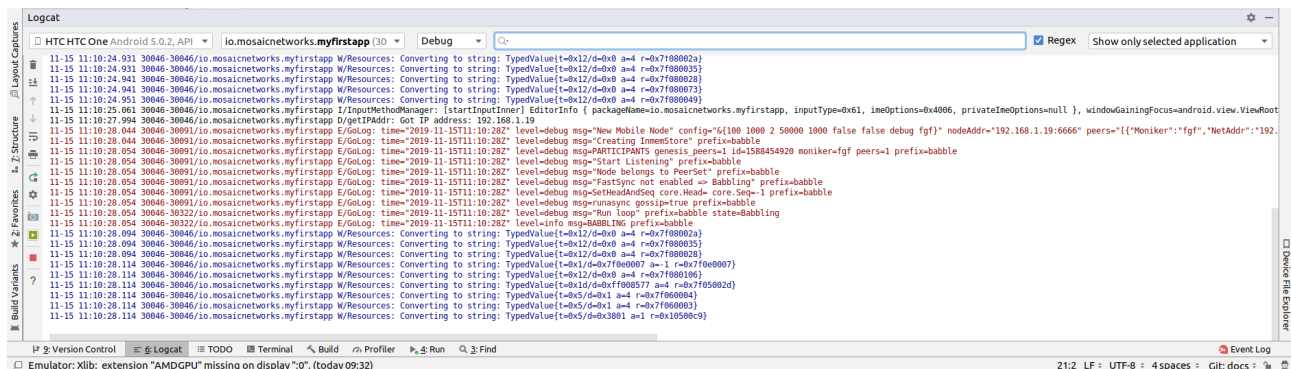 Logcat
HTC HTC One Android 5.0.2, API
io.mosaicnetworks.myfirstapp (30
Debug
Regex
Show only selected application
11-15 11:10:24.931 30046-30046/io.mosaicnetworks.myfirstapp W/Resources: Converting to string: TypedValue{t=0x12/d=0x0 a=4 r=0x7f08002a}
11-15 11:10:24.931 30046-30046/io.mosaicnetworks.myfirstapp W/Resources: Converting to string: TypedValue{t=0x12/d=0x0 a=4 r=0x7f080035}
11-15 11:10:24.941 30046-30046/io.mosaicnetworks.myfirstapp W/Resources: Converting to string: TypedValue{t=0x12/d=0x0 a=4 r=0x7f080028}
11-15 11:10:24.941 30046-30046/io.mosaicnetworks.myfirstapp W/Resources: Converting to string: TypedValue{t=0x12/d=0x0 a=4 r=0x7f080073}
11-15 11:10:24.951 30046-30046/io.mosaicnetworks.myfirstapp W/Resources: Converting to string: TypedValue{t=0x12/d=0x0 a=4 r=0x7f080049}
11-15 11:10:25.061 30046-30046/io.mosaicnetworks.myfirstapp I/InputMethodManager: [startInputInner] EditorInfo { packageName=io.mosaicnetworks.myfirstapp, inputType=0x61, imeOptions=0x4006, privateImeOptions=null }, windowGainingFocus=android.view.ViewRoot
11-15 11:10:27.994 30046-30046/io.mosaicnetworks.myfirstapp D/getIPAddr: Got IP address: 192.168.1.19
11-15 11:10:28.044 30046-30091/io.mosaicnetworks.myfirstapp E/GoLog: time="2019-11-15T11:10:28Z" level=debug msg="New Mobile Node" config="&{100 1000 2 50000 1000 false false debug fgf}" nodeAddr="192.168.1.19:6666" peers="[{"Moniker":"fgf","NetAddr":"192.
11-15 11:10:28.044 30046-30091/io.mosaicnetworks.myfirstapp E/GoLog: time="2019-11-15T11:10:28Z" level=debug msg="Creating InmemStore" prefix=babble
11-15 11:10:28.054 30046-30091/io.mosaicnetworks.myfirstapp E/GoLog: time="2019-11-15T11:10:28Z" level=debug msg=PARTICIPANTS genesis_peers=1 id=1588454920 moniker=fgf peers=1 prefix=babble
11-15 11:10:28.054 30046-30091/io.mosaicnetworks.myfirstapp E/GoLog: time="2019-11-15T11:10:28Z" level=debug msg="Start Listening" prefix=babble
11-15 11:10:28.054 30046-30091/io.mosaicnetworks.myfirstapp E/GoLog: time="2019-11-15T11:10:28Z" level=debug msg="Node belongs to PeerSet" prefix=babble
11-15 11:10:28.054 30046-30091/io.mosaicnetworks.myfirstapp E/GoLog: time="2019-11-15T11:10:28Z" level=debug msg="FastSync not enabled => Babbling" prefix=babble
11-15 11:10:28.054 30046-30091/io.mosaicnetworks.myfirstapp E/GoLog: time="2019-11-15T11:10:28Z" level=debug msg=SetHeadAndSeq core.Head= core.Seq=-1 prefix=babble
11-15 11:10:28.054 30046-30091/io.mosaicnetworks.myfirstapp E/GoLog: time="2019-11-15T11:10:28Z" level=debug msg=runasync gossip=true prefix=babble
11-15 11:10:28.054 30046-30322/io.mosaicnetworks.myfirstapp E/GoLog: time="2019-11-15T11:10:28Z" level=debug msg="Run loop" prefix=babble state=Babbling
11-15 11:10:28.054 30046-30322/io.mosaicnetworks.myfirstapp E/GoLog: time="2019-11-15T11:10:28Z" level=info msg=BABBLING prefix=babble
11-15 11:10:28.094 30046-30046/io.mosaicnetworks.myfirstapp W/Resources: Converting to string: TypedValue{t=0x12/d=0x0 a=4 r=0x7f08002a}
11-15 11:10:28.094 30046-30046/io.mosaicnetworks.myfirstapp W/Resources: Converting to string: TypedValue{t=0x12/d=0x0 a=4 r=0x7f080035}
11-15 11:10:28.094 30046-30046/io.mosaicnetworks.myfirstapp W/Resources: Converting to string: TypedValue{t=0x12/d=0x0 a=4 r=0x7f080028}
11-15 11:10:28.114 30046-30046/io.mosaicnetworks.myfirstapp W/Resources: Converting to string: TypedValue{t=0x1/d=0x7f0e0007 a=-1 r=0x7f0e0007}
11-15 11:10:28.114 30046-30046/io.mosaicnetworks.myfirstapp W/Resources: Converting to string: TypedValue{t=0x12/d=0x0 a=4 r=0x7f080106}
11-15 11:10:28.114 30046-30046/io.mosaicnetworks.myfirstapp W/Resources: Converting to string: TypedValue{t=0x1d/d=0xff008577 a=4 r=0x7f05002d}
11-15 11:10:28.114 30046-30046/io.mosaicnetworks.myfirstapp W/Resources: Converting to string: TypedValue{t=0x5/d=0x1 a=4 r=0x7f060004}
11-15 11:10:28.114 30046-30046/io.mosaicnetworks.myfirstapp W/Resources: Converting to string: TypedValue{t=0x5/d=0x1 a=4 r=0x7f060003}
11-15 11:10:28.114 30046-30046/io.mosaicnetworks.myfirstapp W/Resources: Converting to string: TypedValue{t=0x5/d=0x3801 a=1 r=0x10500c9}
Layout Captures
Z: Structure
2: Favorites
Build Variants
Device File Explorer
9: Version Control
6: Logcat
TODO
Terminal
Build
Profiler
4: Run
3: Find
Event Log
Emulator: Xlib: extension "AMDGPU" missing on display ":0". (today 09:32)
21:2 LF UTF-8 4 spaces Git: docs